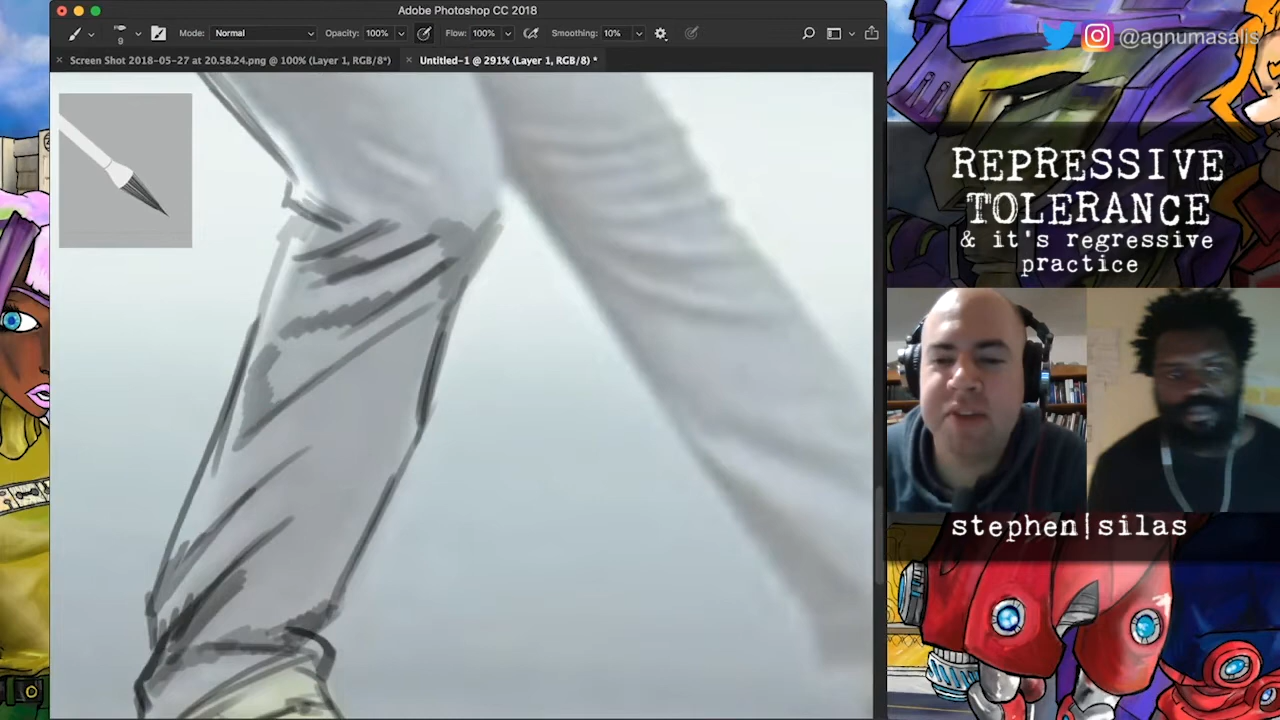 Adobe Photoshop CC 2018
9
Mode: Normal Opacity: 100% Flow: 100% Smoothing: 10%
Screen Shot 2018-05-27 at 20.58.24.png @ 100% (Layer 1, RGB/8*)
Untitled-1 @ 291% (Layer 1, RGB/8) *
@agnumasalis
REPRESSIVE
TOLERANCE
& it's regressive
practice
stephen|silas